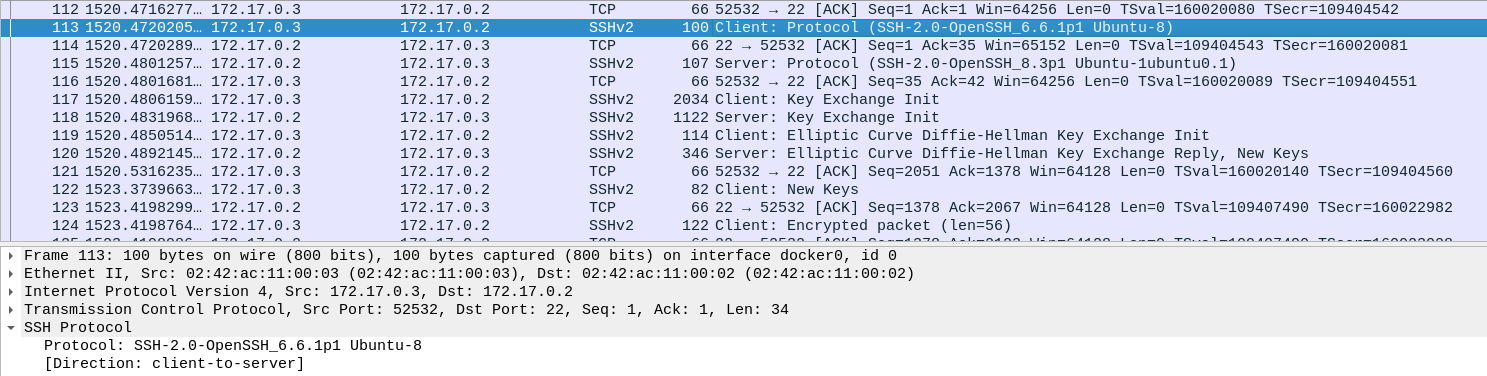 112 1520.4716277… 172.17.0.3 172.17.0.2 TCP 66 52532 → 22 [ACK] Seq=1 Ack=1 Win=64256 Len=0 TSval=160020080 TSecr=109404542
113 1520.4720205… 172.17.0.3 172.17.0.2 SSHv2 100 Client: Protocol (SSH-2.0-OpenSSH_6.6.1p1 Ubuntu-8)
114 1520.4720289… 172.17.0.2 172.17.0.3 TCP 66 22 → 52532 [ACK] Seq=1 Ack=35 Win=65152 Len=0 TSval=109404543 TSecr=160020081
115 1520.4801257… 172.17.0.2 172.17.0.3 SSHv2 107 Server: Protocol (SSH-2.0-OpenSSH_8.3p1 Ubuntu-1ubuntu0.1)
116 1520.4801681… 172.17.0.3 172.17.0.2 TCP 66 52532 → 22 [ACK] Seq=35 Ack=42 Win=64256 Len=0 TSval=160020089 TSecr=109404551
117 1520.4806159… 172.17.0.3 172.17.0.2 SSHv2 2034 Client: Key Exchange Init
118 1520.4831968… 172.17.0.2 172.17.0.3 SSHv2 1122 Server: Key Exchange Init
119 1520.4850514… 172.17.0.3 172.17.0.2 SSHv2 114 Client: Elliptic Curve Diffie-Hellman Key Exchange Init
120 1520.4892145… 172.17.0.2 172.17.0.3 SSHv2 346 Server: Elliptic Curve Diffie-Hellman Key Exchange Reply, New Keys
121 1520.5316235… 172.17.0.3 172.17.0.2 TCP 66 52532 → 22 [ACK] Seq=2051 Ack=1378 Win=64128 Len=0 TSval=160020140 TSecr=109404560
122 1523.3739663… 172.17.0.3 172.17.0.2 SSHv2 82 Client: New Keys
123 1523.4198299… 172.17.0.2 172.17.0.3 TCP 66 22 → 52532 [ACK] Seq=1378 Ack=2067 Win=64128 Len=0 TSval=109407490 TSecr=160022982
124 1523.4198764… 172.17.0.3 172.17.0.2 SSHv2 122 Client: Encrypted packet (len=56)
Frame 113: 100 bytes on wire (800 bits), 100 bytes captured (800 bits) on interface docker0, id 0
Ethernet II, Src: 02:42:ac:11:00:03 (02:42:ac:11:00:03), Dst: 02:42:ac:11:00:02 (02:42:ac:11:00:02)
Internet Protocol Version 4, Src: 172.17.0.3, Dst: 172.17.0.2
Transmission Control Protocol, Src Port: 52532, Dst Port: 22, Seq: 1, Ack: 1, Len: 34
SSH Protocol
Protocol: SSH-2.0-OpenSSH_6.6.1p1 Ubuntu-8
[Direction: client-to-server]